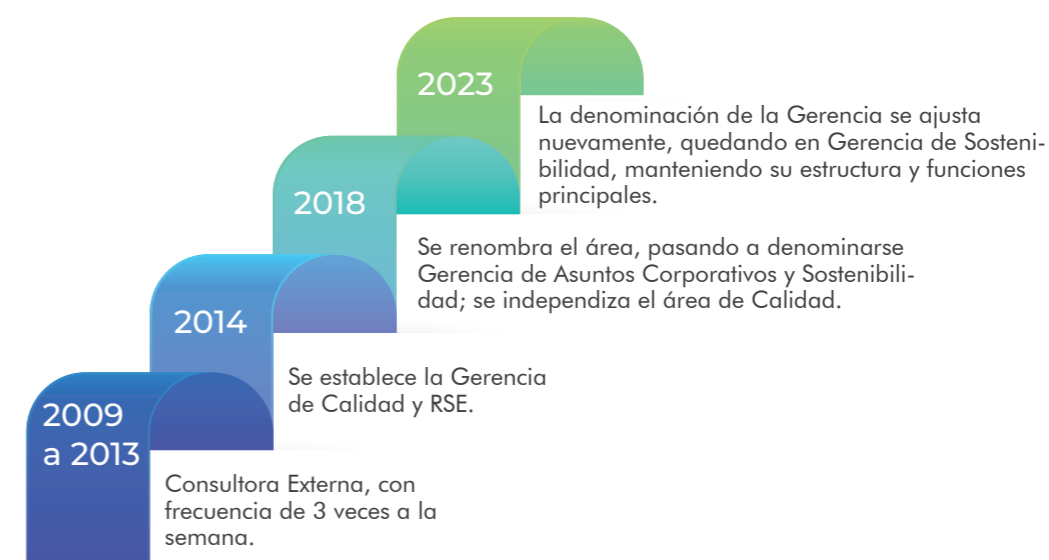 2023
La denominación de la Gerencia se ajusta
nuevamente, quedando en Gerencia de Sosteni-
bilidad, manteniendo su estructura y funciones
principales.
2018
Se renombra el área, pasando a denominarse
Gerencia de Asuntos Corporativos y Sostenibili-
dad; se independiza el área de Calidad.
2014
Se establece la Gerencia
de Calidad y RSE.
2009
a 2013
Consultora Externa, con
frecuencia de 3 veces a la
semana.